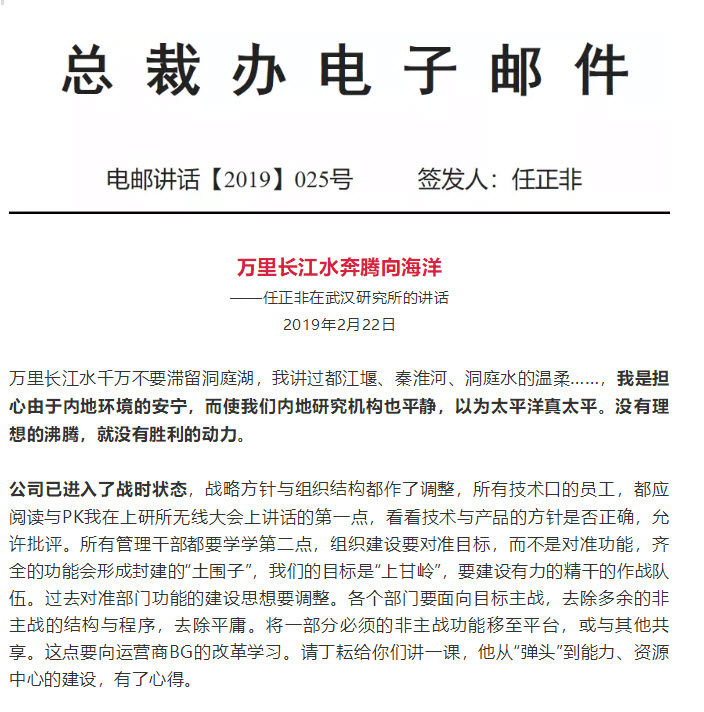 总裁办电子邮件
电邮讲话【2019】025号 签发人：任正非
万里长江水奔腾向海洋
——任正非在武汉研究所的讲话
2019年2月22日
万里长江水千万不要滞留洞庭湖，我讲过都江堰、秦淮河、洞庭水的温柔……，我是担
心由于内地环境的安宁，而使我们内地研究机构也平静，以为太平洋真太平。没有理
想的沸腾，就没有胜利的动力。
公司已进入了战时状态，战略方针与组织结构都作了调整，所有技术口的员工，都应
阅读与PK我在上研所无线大会上讲话的第一点，看看技术与产品的方针是否正确，允
许批评。所有管理干部都要学学第二点，组织建设要对准目标，而不是对准功能，齐
全的功能会形成封建的“土围子”，我们的目标是“上甘岭”，要建设有力的精干的作战队
伍。过去对准部门功能的建设思想要调整。各个部门要面向目标主战，去除多余的非
主战的结构与程序，去除平庸。将一部分必须的非主战功能移至平台，或与其他共
享。这点要向运营商BG的改革学习。请丁耘给你们讲一课，他从“弹头”到能力、资源
中心的建设，有了心得。